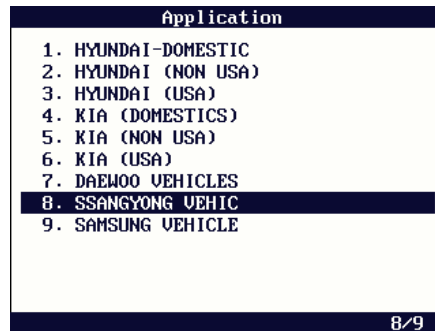 Application
1. HYUNDAI-DOMESTIC
2. HYUNDAI (NON USA)
3. HYUNDAI (USA)
4. KIA (DOMESTICS)
5. KIA (NON USA)
6. KIA (USA)
7. DAEWOO VEHICLES
8. SSANGYONG VEHIC
9. SAMSUNG VEHICLE
8/9